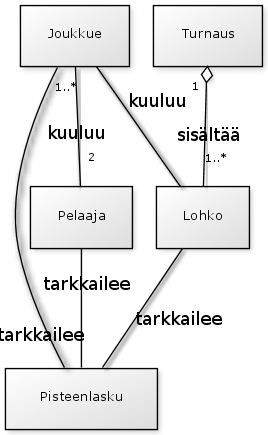 Joukkue
Turnaus
1..*
1
kuuluu
kuuluu
sisältää
2
1..*
Pelaaja
Lohko
tarkkailee
tarkkailee
tarkkailee
Pisteenlasku